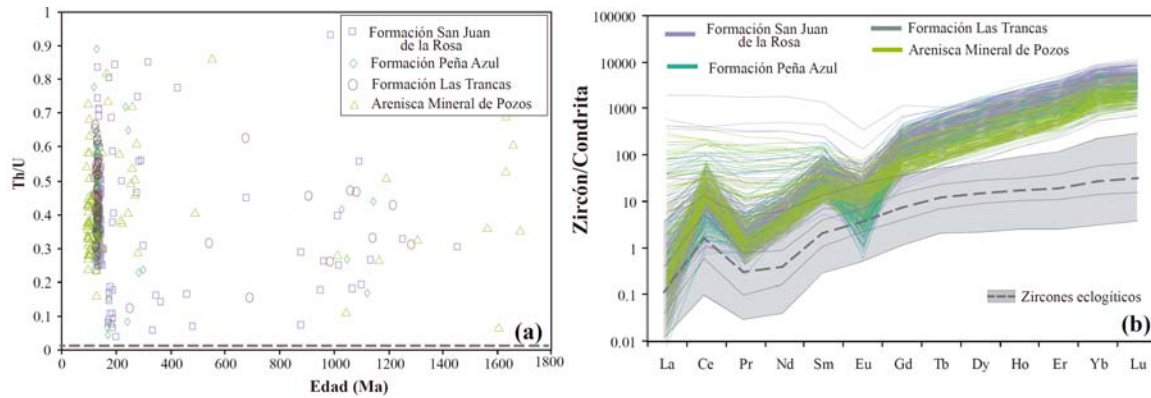 (a)
Th/U
1
0,9
0,8
0,7
0,6
0,5
0,4
0,3
0,2
0,1
0
0
200
400
600
800
1000
1200
1400
1600
1800
Edad (Ma)
Formación San Juan
de la Rosa
Formación Peña Azul
Formación Las Trancas
Arenisca Mineral de Pozos
(a)
Zircón/Condrita
100000
10000
1000
100
10
1
0.1
0.01
La Ce Pr Nd Sm Eu Gd Tb Dy Ho Er Yb Lu
Formación San Juan
de la Rosa
Formación Peña Azul
Formación Las Trancas
Arenisca Mineral de Pozos
Zircones eclogíticos
(b)